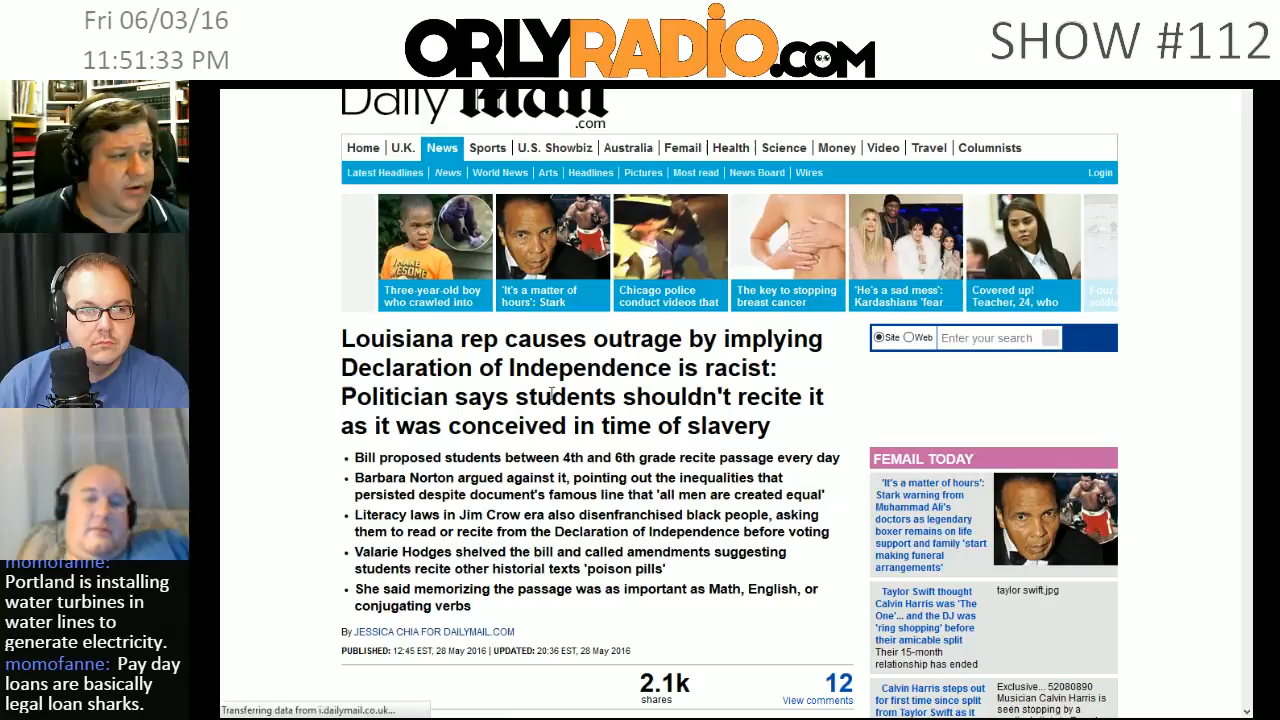 Fri 06/03/16
11:51:33 PM
ORLYRADIO.COM
SHOW #112
Daily Mail
.com
Home U.K. News Sports U.S. Showbiz Australia Femail Health Science Money Video Travel Columnists
Latest Headlines News World News Arts Headlines Pictures Most read News Board Wires Login
MAKE
AWESOME
Three-year-old boy
who crawled into
'It's a matter of
hours': Stark
Chicago police
conduct videos that
The key to stopping
breast cancer
'He's a sad mess':
Kardashians 'fear
Covered up!
Teacher, 24, who
Louisiana rep causes outrage by implying
Declaration of Independence is racist:
Politician says students shouldn't recite it
as it was conceived in time of slavery
Site Web Enter your search
• Bill proposed students between 4th and 6th grade recite passage every day
• Barbara Norton argued against it, pointing out the inequalities that
persisted despite document's famous line that 'all men are created equal'
• Literacy laws in Jim Crow era also disenfranchised black people, asking
them to read or recite from the Declaration of Independence before voting
• Valarie Hodges shelved the bill and called amendments suggesting
students recite other historial texts 'poison pills'
• She said memorizing the passage was as important as Math, English, or
conjugating verbs
By JESSICA CHIA FOR DAILYMAIL.COM
PUBLISHED: 12:45 EST, 28 May 2016 | UPDATED: 20:36 EST, 28 May 2016
2.1k
shares
12
View comments
FEMAIL TODAY
'It's a matter of hours':
Stark warning from
Muhammad Ali's
doctors as legendary
boxer remains on life
support and family 'start
making funeral
arrangements'
Taylor Swift thought
Calvin Harris was 'The
One'... and the DJ was
'ring shopping' before
their amicable split
Their 15-month
relationship has ended
taylor swift.jpg
Calvin Harris steps out
for first time since split
from Taylor Swift as it
Exclusive... 52080890
Musician Calvin Harris is
seen stopping by a
momofanne:
Portland is installing
water turbines in
water lines to
generate electricity.
momofanne: Pay day
loans are basically
legal loan sharks.
Transferring data from i.dailymail.co.uk...